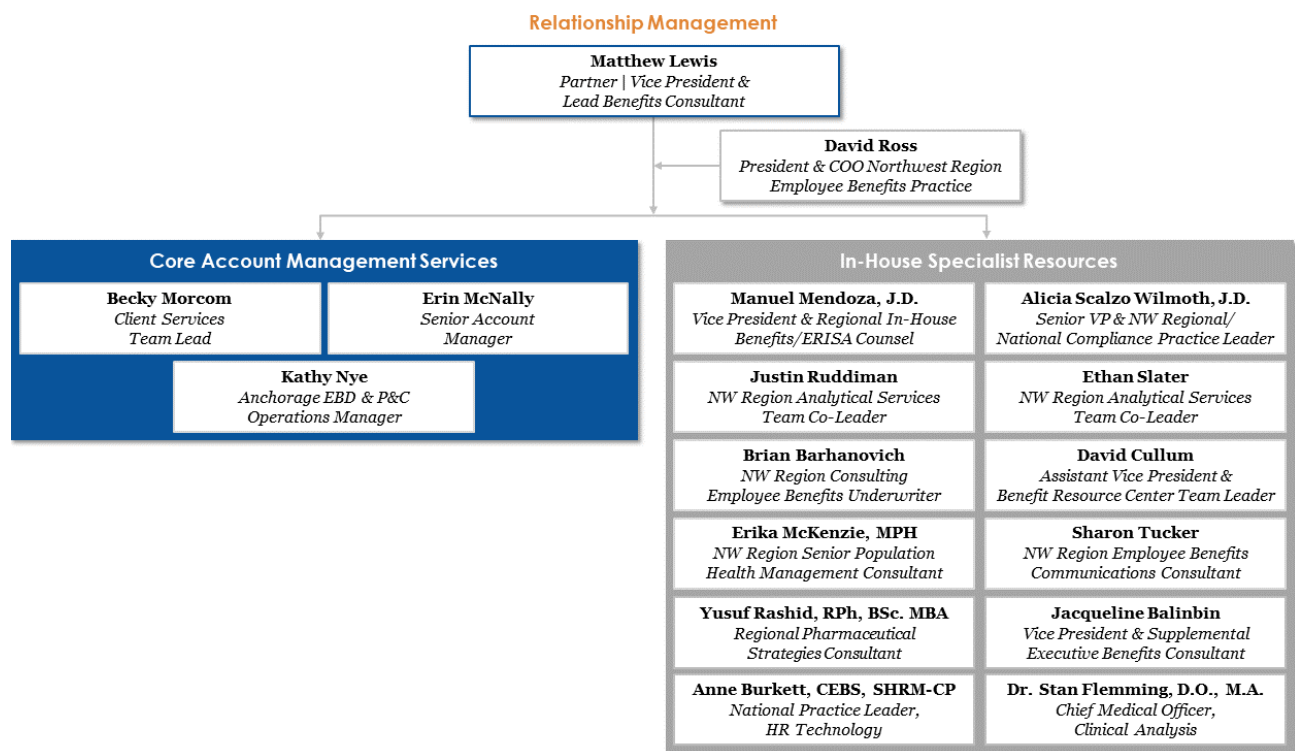 Relationship Management
Matthew Lewis
Partner | Vice President &
Lead Benefits Consultant
David Ross
President & COO Northwest Region
Employee Benefits Practice
Core Account Management Services
Becky Morcom
Client Services
Team Lead
Erin McNally
Senior Account
Manager
Kathy Nye
Anchorage EBD & P&C
Operations Manager
In-House Specialist Resources
Manuel Mendoza, J.D.
Vice President & Regional In-House
Benefits/ERISA Counsel
Alicia Scalzo Wilmoth, J.D.
Senior VP & NW Regional/
National Compliance Practice Leader
Justin Ruddiman
NW Region Analytical Services
Team Co-Leader
Ethan Slater
NW Region Analytical Services
Team Co-Leader
Brian Barhanovich
NW Region Consulting
Employee Benefits Underwriter
David Cullum
Assistant Vice President &
Benefit Resource Center Team Leader
Erika McKenzie, MPH
NW Region Senior Population
Health Management Consultant
Sharon Tucker
NW Region Employee Benefits
Communications Consultant
Yusuf Rashid, RPh, BSc. MBA
Regional Pharmaceutical
Strategies Consultant
Jacqueline Balinbin
Vice President & Supplemental
Executive Benefits Consultant
Anne Burkett, CEBS, SHRM-CP
National Practice Leader,
HR Technology
Dr. Stan Flemming, D.O., M.A.
Chief Medical Officer,
Clinical Analysis